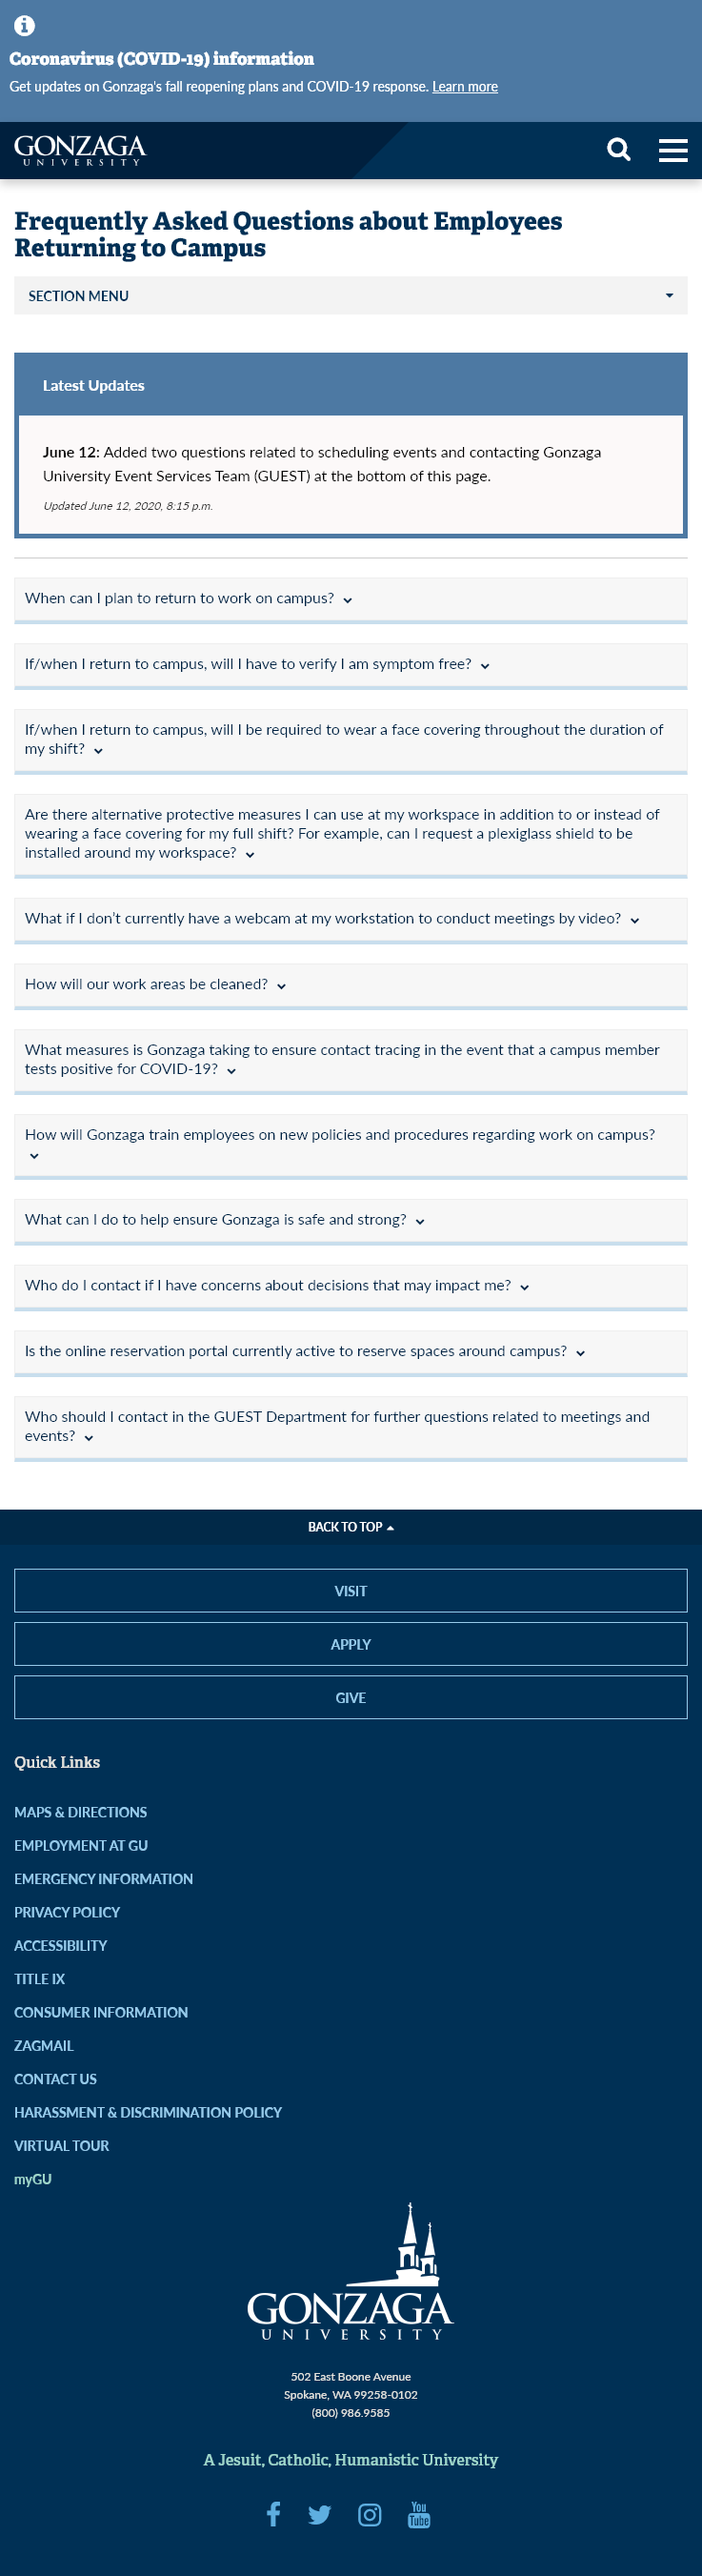 Coronavirus (COVID-19) information
Get updates on Gonzaga's fall reopening plans and COVID-19 response. Learn more
GONZAGA
UNIVERSITY
Frequently Asked Questions about Employees
Returning to Campus
SECTION MENU
Latest Updates
June 12: Added two questions related to scheduling events and contacting Gonzaga
University Event Services Team (GUEST) at the bottom of this page.
Updated June 12, 2020, 8:15 p.m.
When can I plan to return to work on campus?
If/when I return to campus, will I have to verify I am symptom free?
If/when I return to campus, will I be required to wear a face covering throughout the duration of
my shift?
Are there alternative protective measures I can use at my workspace in addition to or instead of
wearing a face covering for my full shift? For example, can I request a plexiglass shield to be
installed around my workspace?
What if I don’t currently have a webcam at my workstation to conduct meetings by video?
How will our work areas be cleaned?
What measures is Gonzaga taking to ensure contact tracing in the event that a campus member
tests positive for COVID-19?
How will Gonzaga train employees on new policies and procedures regarding work on campus?
What can I do to help ensure Gonzaga is safe and strong?
Who do I contact if I have concerns about decisions that may impact me?
Is the online reservation portal currently active to reserve spaces around campus?
Who should I contact in the GUEST Department for further questions related to meetings and
events?
BACK TO TOP
VISIT
APPLY
GIVE
Quick Links
MAPS & DIRECTIONS
EMPLOYMENT AT GU
EMERGENCY INFORMATION
PRIVACY POLICY
ACCESSIBILITY
TITLE IX
CONSUMER INFORMATION
ZAGMAIL
CONTACT US
HARASSMENT & DISCRIMINATION POLICY
VIRTUAL TOUR
myGU
GONZAGA
UNIVERSITY
502 East Boone Avenue
Spokane, WA 99258-0102
(800) 986.9585
A Jesuit, Catholic, Humanistic University
You
Tube